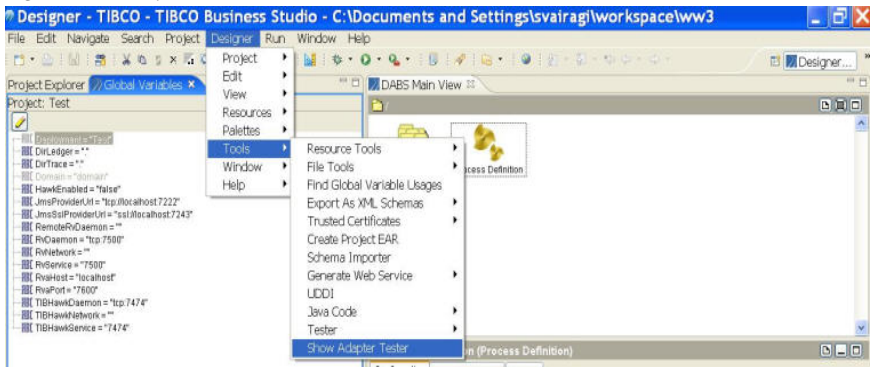 Designer - TIBCO - TIBCO Business Studio - C:\Documents and Settings\svairagi\workspace\ww3
File Edit Navigate Search Project Designer Run Window Help
Designer...
Project Explorer Global Variables
DABS Main View
Project: Test
/
Deployment = "Test"
DirLedger = "."
DirTrace = "."
Domain = "domain"
HawkEnabled = "false"
JmsProviderUrl = "tcp://localhost:7222"
JmsSslProviderUrl = "ssl://localhost:7243"
RemoteRvDaemon = ""
RvDaemon = "tcp:7500"
RvNetwork = ""
RvService = "7500"
RvaHost = "localhost"
RvaPort = "7600"
TIBHawkDaemon = "tcp:7474"
TIBHawkNetwork = ""
TIBHawkService = "7474"
Project
Edit
View
Resources
Palettes
Tools
Window
Help
Resource Tools
File Tools
Find Global Variable Usages
Export As XML Schemas
Trusted Certificates
Create Project EAR
Schema Importer
Generate Web Service
UDDI
Java Code
Tester
Show Adapter Tester
ocess Definition
on (Process Definition)